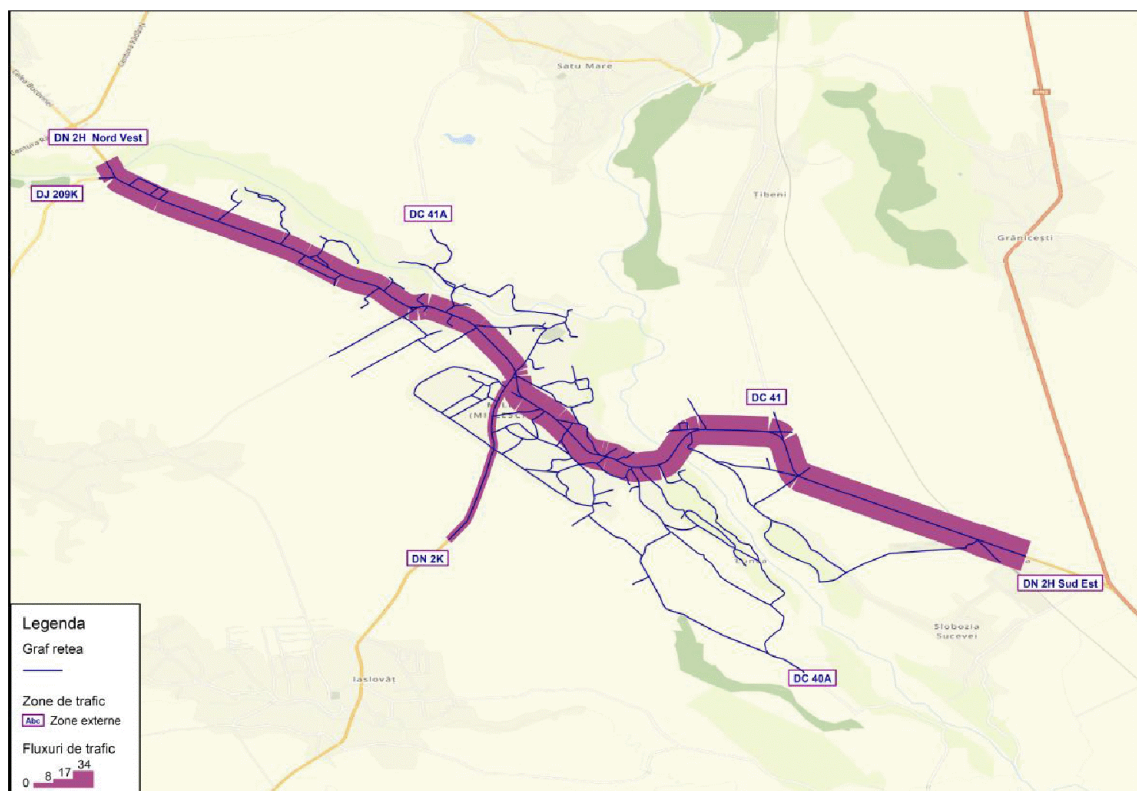 Satu Mare
DN 2H Nord Vest
DJ 209K
DC 41A
Țibeni
Grănicești
DC 41
DN 2K
DN 2H Sud Est
Slobozia
Sucevei
Iaslovăț
DC 40A
Legenda
Graf retea
Zone de trafic
Abc Zone externe
Fluxuri de trafic
0 8 17 34